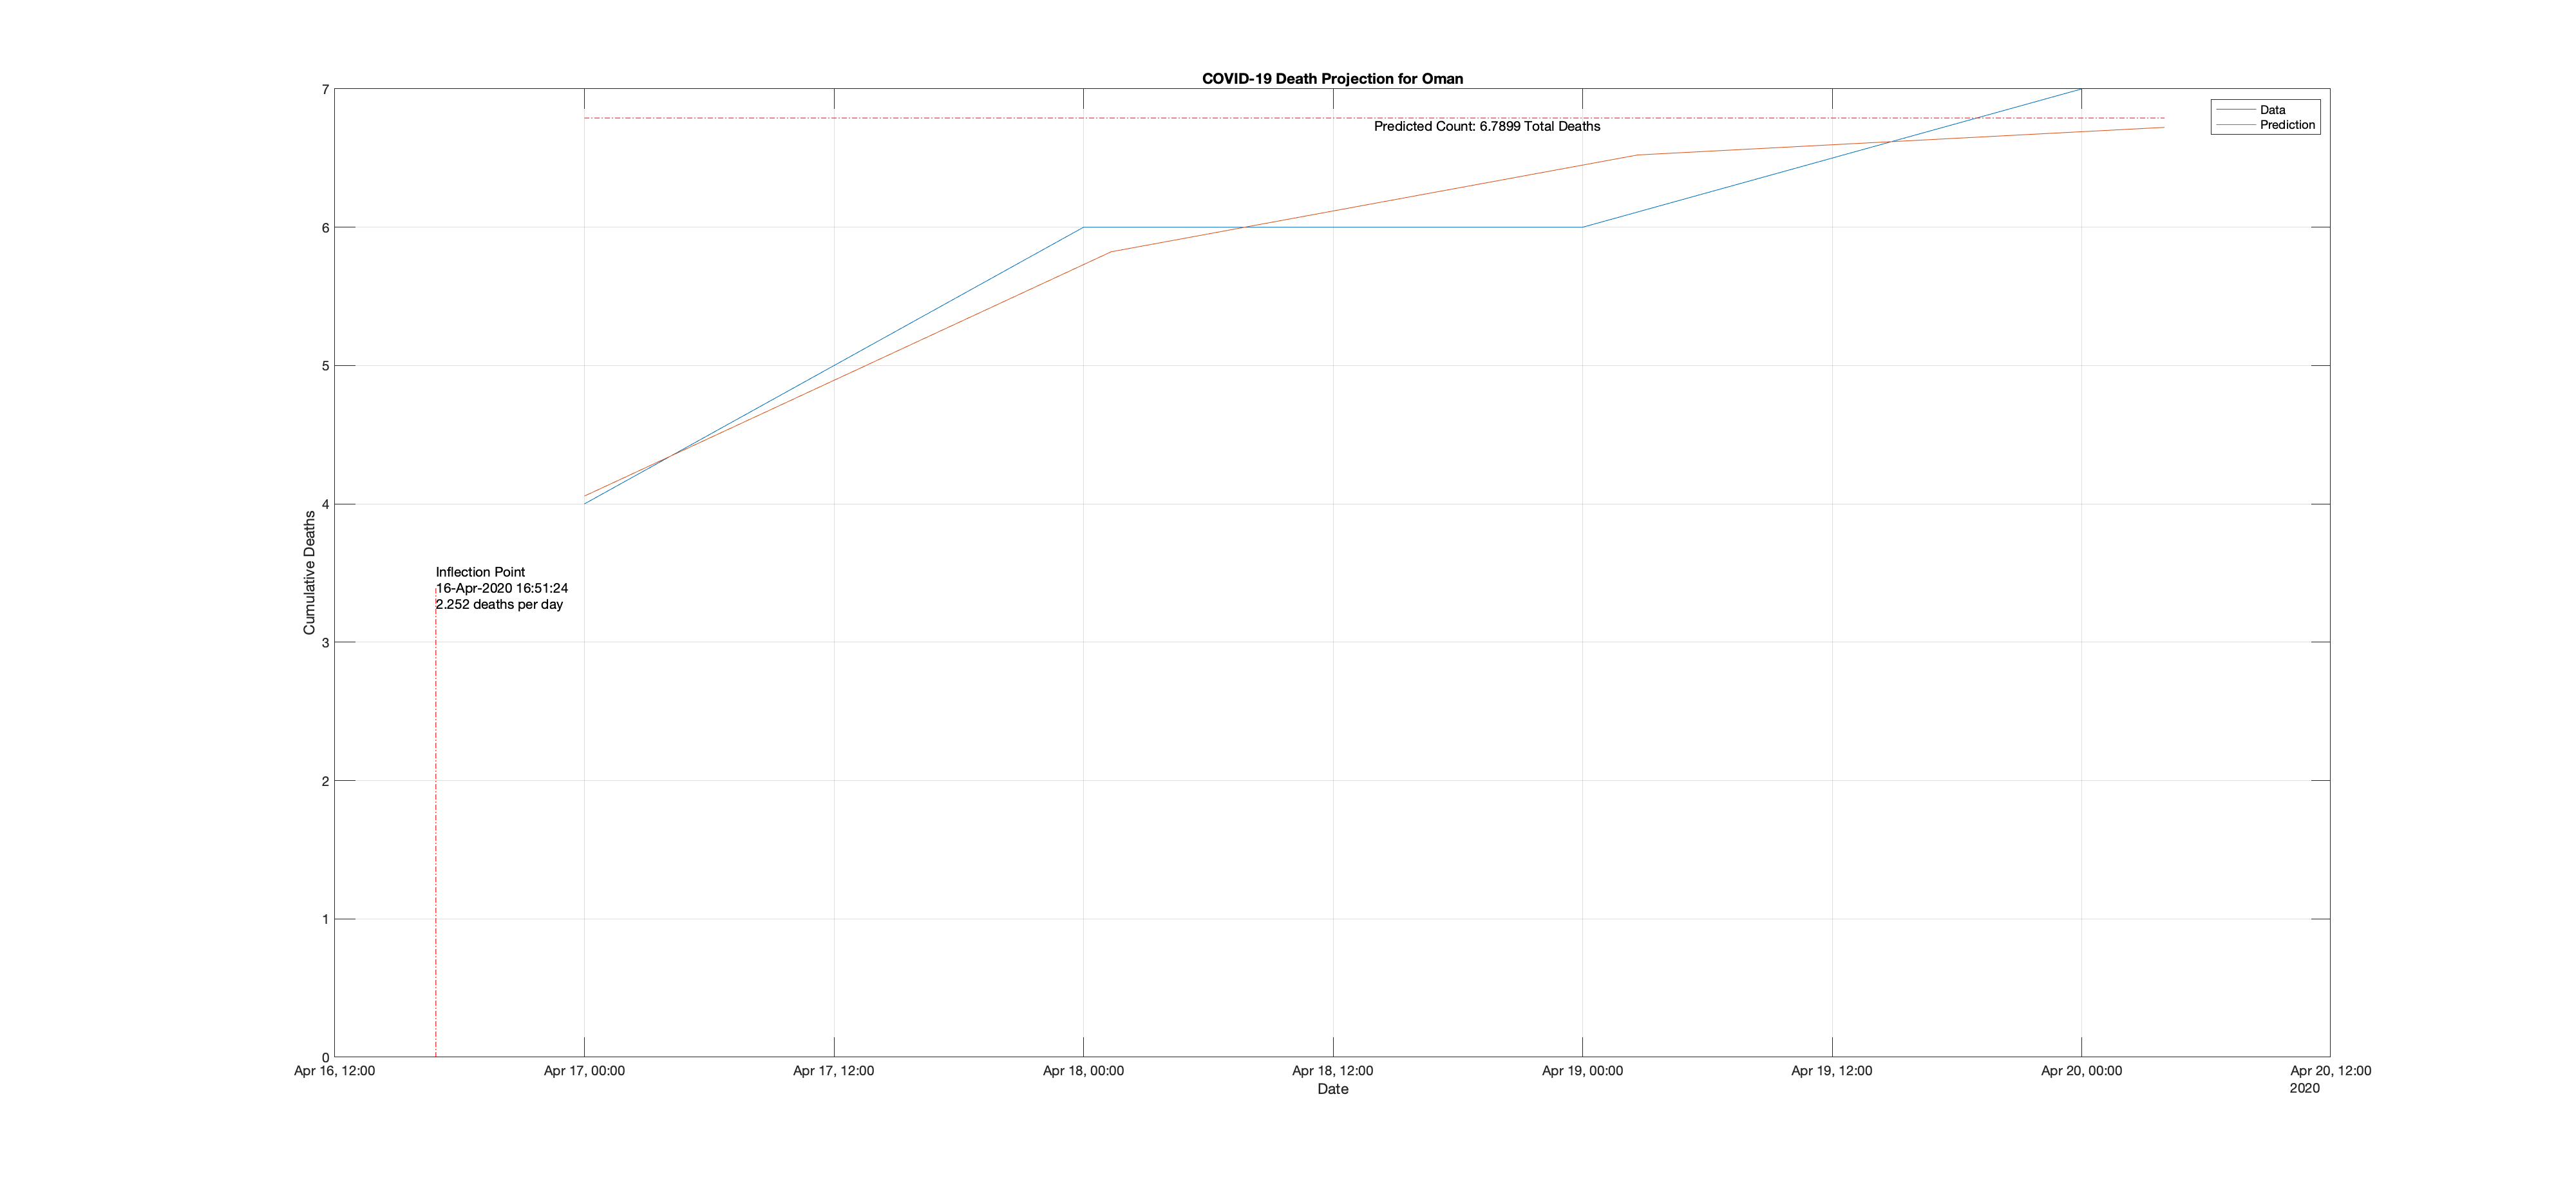 COVID-19 Death Projection for Oman
7
6
5
4
3
2
1
0
Cumulative Deaths
Data
Prediction
Predicted Count: 6.7899 Total Deaths
Inflection Point
16-Apr-2020 16:51:24
2.252 deaths per day
Apr 16, 12:00
Apr 17, 00:00
Apr 17, 12:00
Apr 18, 00:00
Apr 18, 12:00
Apr 19, 00:00
Apr 19, 12:00
Apr 20, 00:00
Apr 20, 12:00
2020
Date